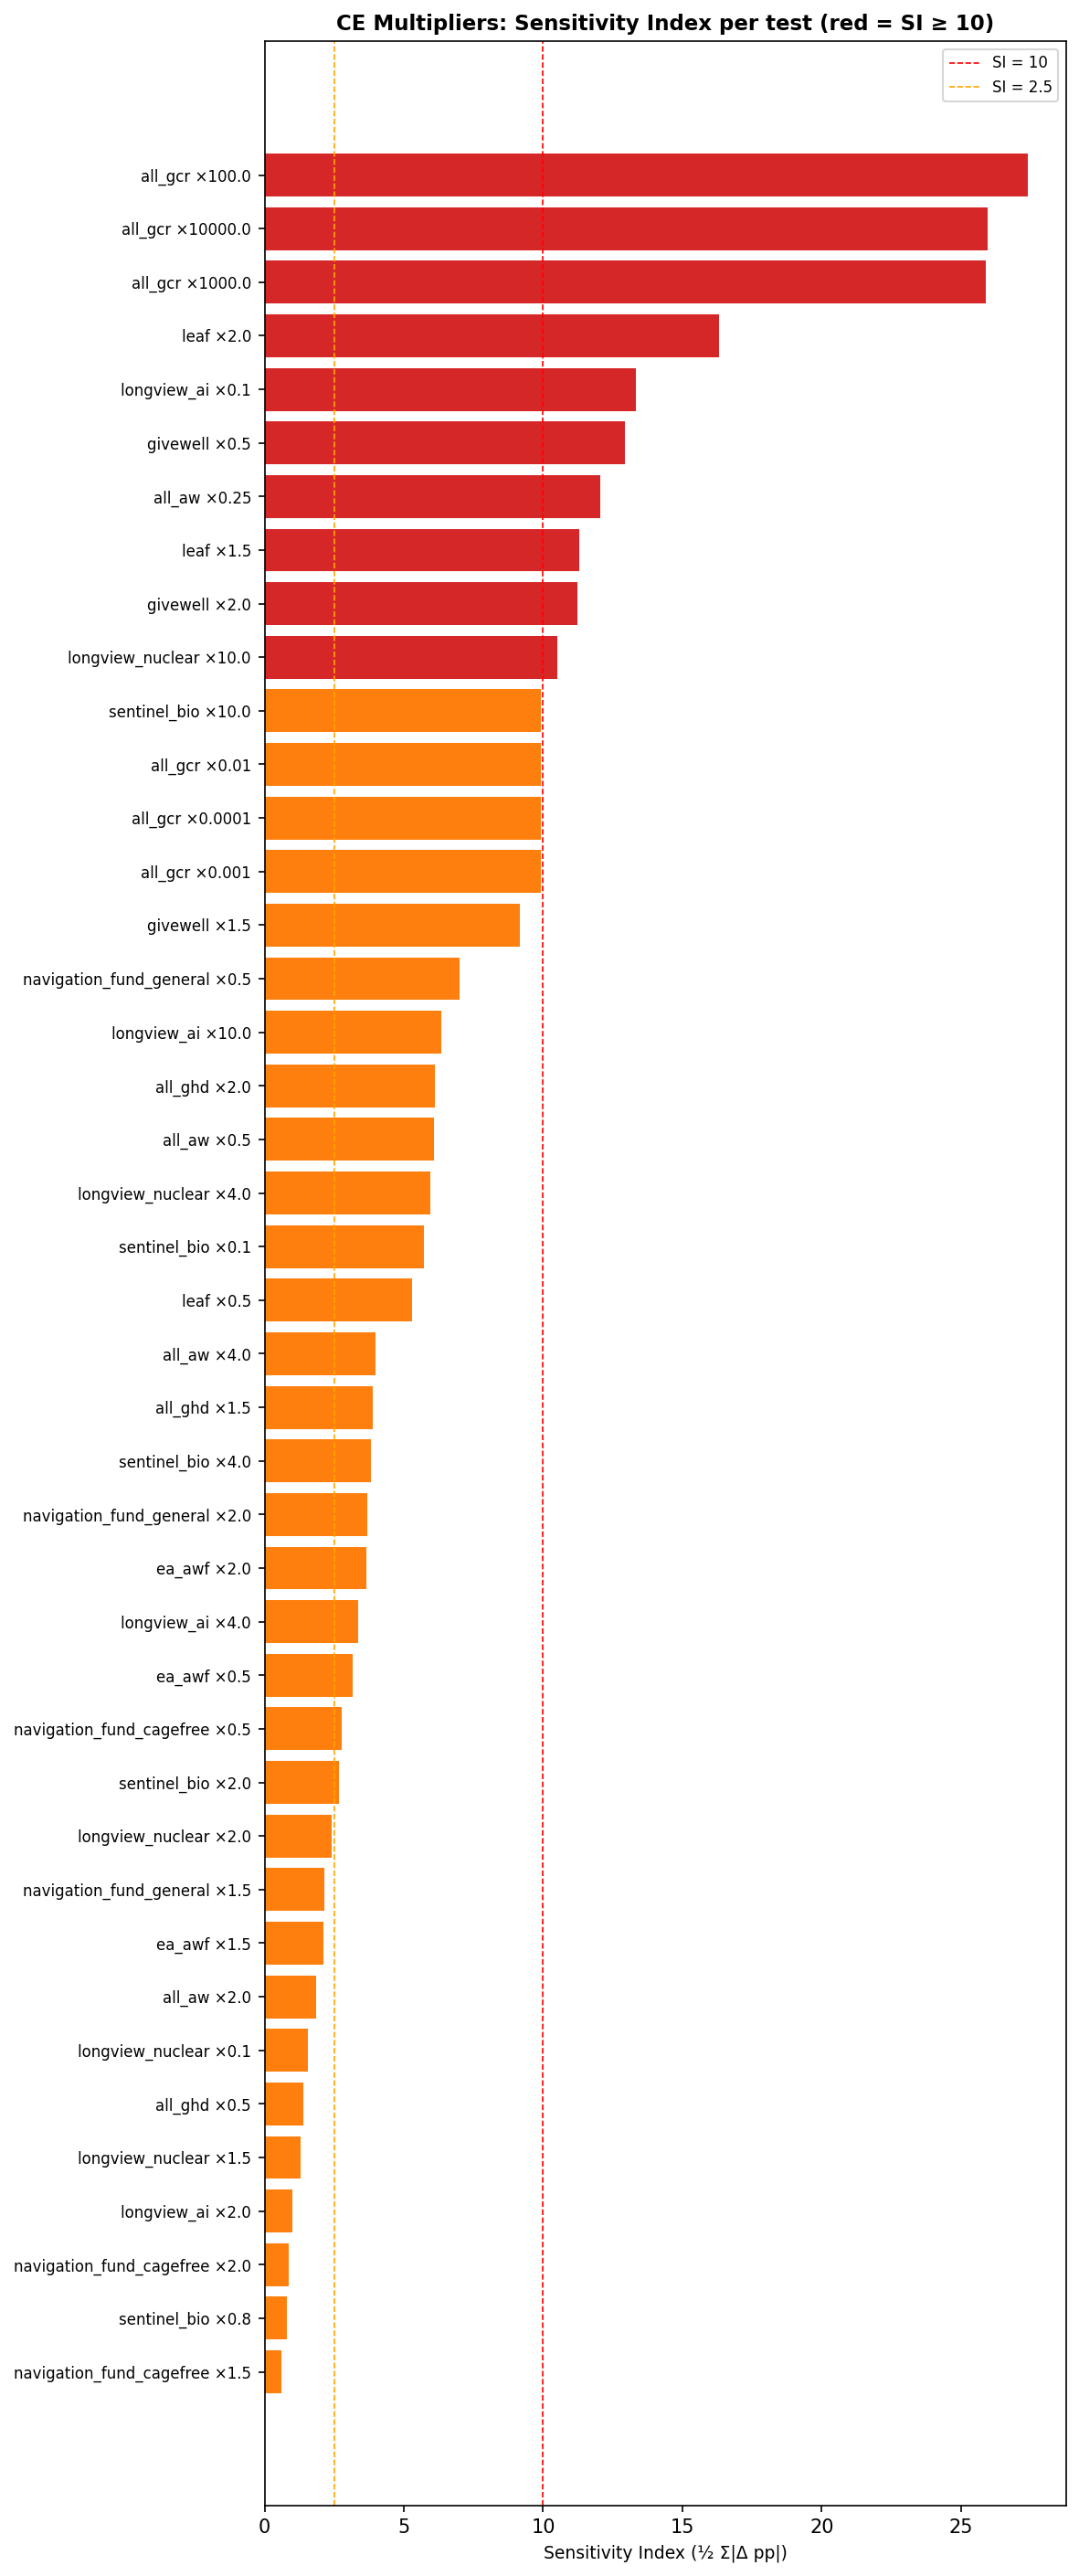 CE Multipliers: Sensitivity Index per test (red = SI ≥ 10)
SI = 10
SI = 2.5
all_gcr ×100.0
all_gcr ×10000.0
all_gcr ×1000.0
leaf ×2.0
longview_ai ×0.1
givewell ×0.5
all_aw ×0.25
leaf ×1.5
givewell ×2.0
longview_nuclear ×10.0
sentinel_bio ×10.0
all_gcr ×0.01
all_gcr ×0.0001
all_gcr ×0.001
givewell ×1.5
navigation_fund_general ×0.5
longview_ai ×10.0
all_ghd ×2.0
all_aw ×0.5
longview_nuclear ×4.0
sentinel_bio ×0.1
leaf ×0.5
all_aw ×4.0
all_ghd ×1.5
sentinel_bio ×4.0
navigation_fund_general ×2.0
ea_awf ×2.0
longview_ai ×4.0
ea_awf ×0.5
navigation_fund_cagefree ×0.5
sentinel_bio ×2.0
longview_nuclear ×2.0
navigation_fund_general ×1.5
ea_awf ×1.5
all_aw ×2.0
longview_nuclear ×0.1
all_ghd ×0.5
longview_nuclear ×1.5
longview_ai ×2.0
navigation_fund_cagefree ×2.0
sentinel_bio ×0.8
navigation_fund_cagefree ×1.5
0 5 10 15 20 25
Sensitivity Index (½ Σ|Δ pp|)